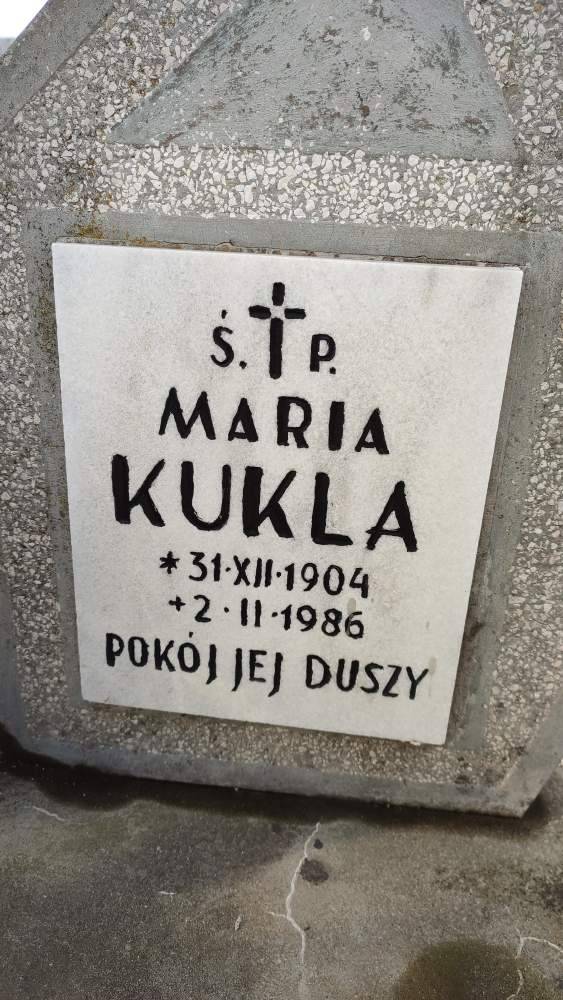 Ś. P.
MARIA
KUKLA
* 31·XII·1904
+ 2·II·1986
POKÓJ JEJ DUSZY